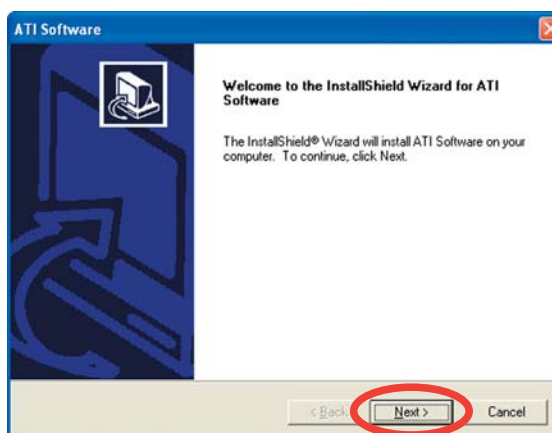 ATI Software
Welcome to the InstallShield Wizard for ATI
Software
The InstallShield® Wizard will install ATI Software on your
computer. To continue, click Next.
< Back
Next >
Cancel